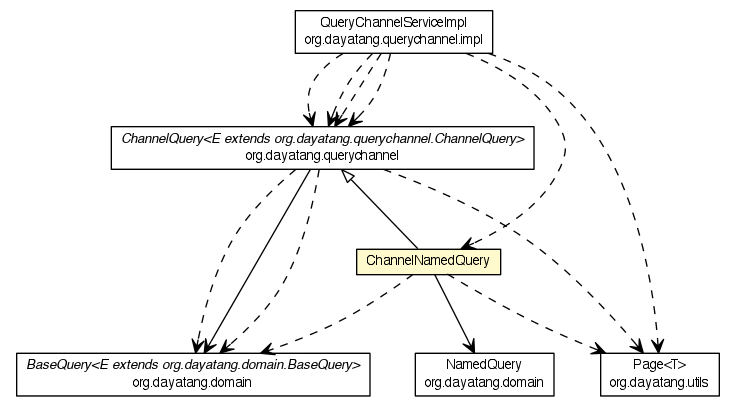 QueryChannelServiceImpl
org.dayatang.querychannel.impl
ChannelQuery<E extends org.dayatang.querychannel.ChannelQuery>
org.dayatang.querychannel
ChannelNamedQuery
BaseQuery<E extends org.dayatang.domain.BaseQuery>
org.dayatang.domain
NamedQuery
org.dayatang.domain
Page<T>
org.dayatang.utils